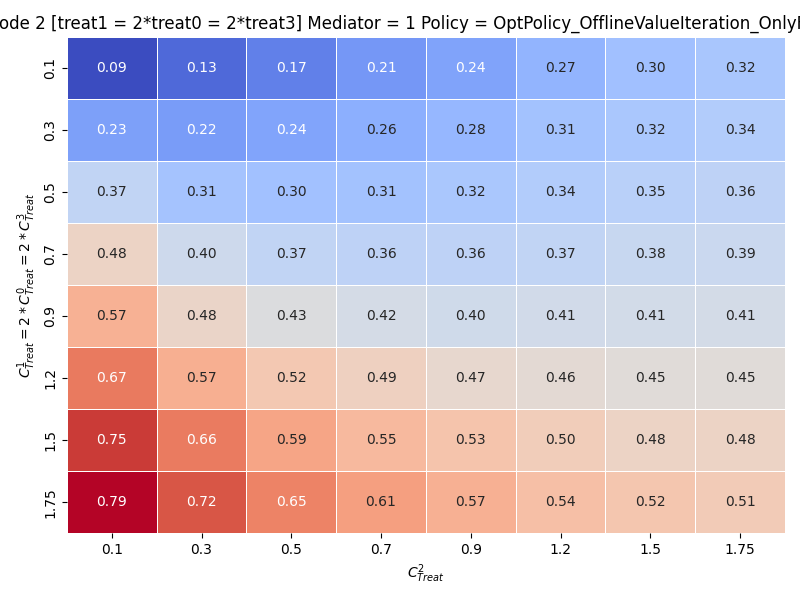 ode 2 [treat1 = 2*treat0 = 2*treat3] Mediator = 1 Policy = OptPolicy_OfflineValueIteration_Only
0.1 0.09 0.13 0.17 0.21 0.24 0.27 0.30 0.32
0.3 0.23 0.22 0.24 0.26 0.28 0.31 0.32 0.34
0.5 0.37 0.31 0.30 0.31 0.32 0.34 0.35 0.36
0.7 0.48 0.40 0.37 0.36 0.36 0.37 0.38 0.39
0.9 0.57 0.48 0.43 0.42 0.40 0.41 0.41 0.41
1.2 0.67 0.57 0.52 0.49 0.47 0.46 0.45 0.45
1.5 0.75 0.66 0.59 0.55 0.53 0.50 0.48 0.48
1.75 0.79 0.72 0.65 0.61 0.57 0.54 0.52 0.51
0.1 0.3 0.5 0.7 0.9 1.2 1.5 1.75
$C^{1}_{Treat} = 2 * C^{0}_{Treat} = 2 * C^{3}_{Treat}$
$C^{2}_{Treat}$